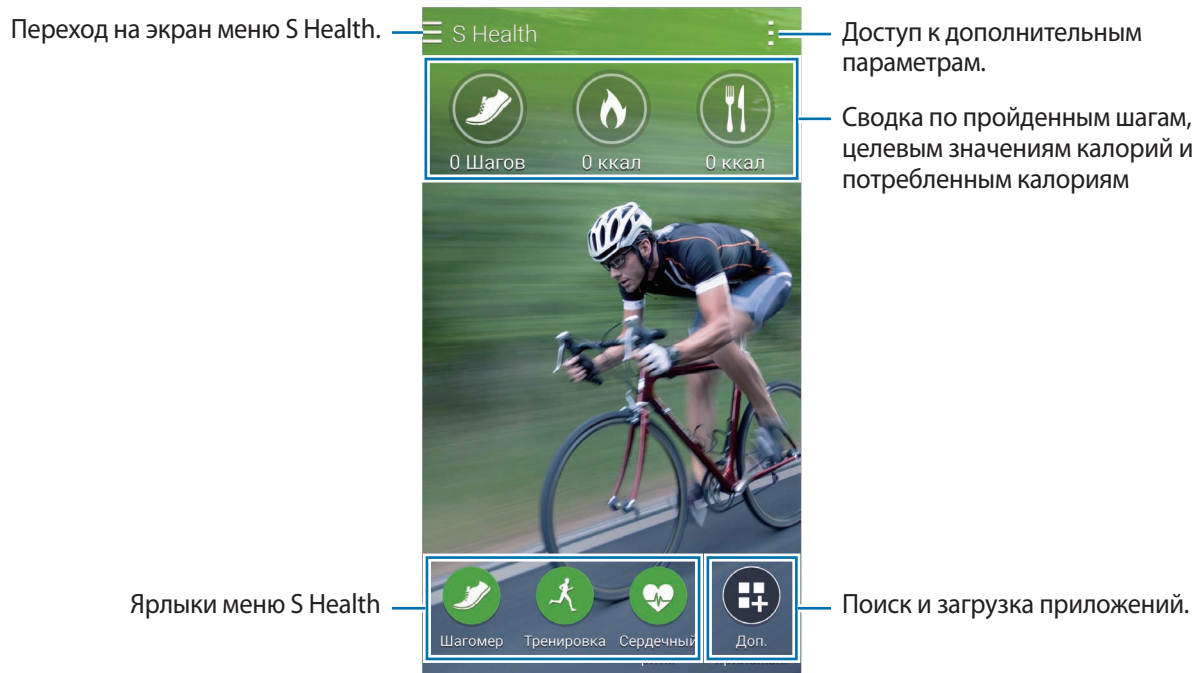 Переход на экран меню S Health.
S Health
Доступ к дополнительным
параметрам.
Сводка по пройденным шагам,
целевым значениям калорий и
потребленным калориям
0 Шагов
0 ккал
0 ккал
Ярлыки меню S Health
Шагомер
Тренировка
Сердечный
Доп.
Поиск и загрузка приложений.